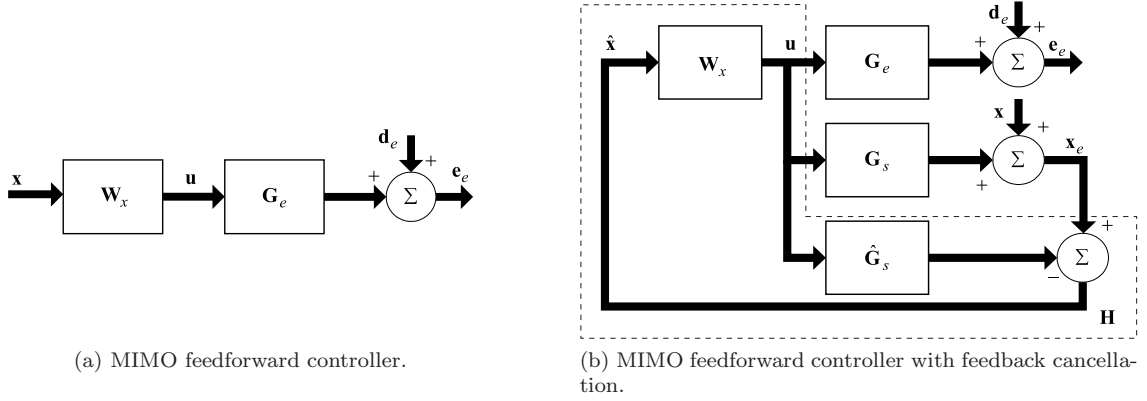 x
W_x
u
G_e
+
d_e
+
Σ
e_e
(a) MIMO feedforward controller.
d_e
+
x̂
W_x
u
G_e
+
Σ
e_e
x
+
G_s
+
Σ
x_e
+
Ĝ_s
−
Σ
H
(b) MIMO feedforward controller with feedback cancella-
tion.